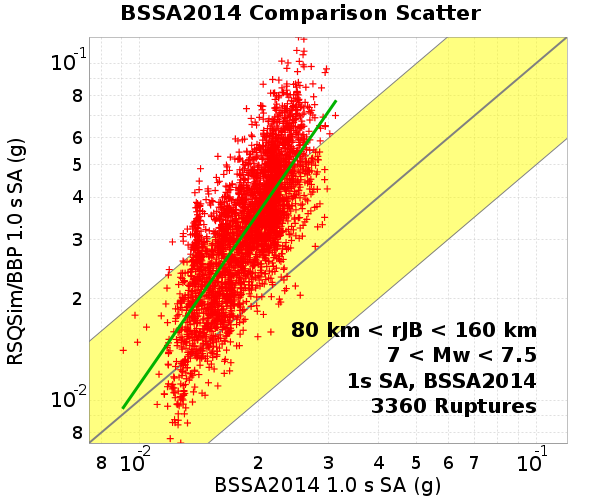 BSSA2014 Comparison Scatter
RSQSim/BBP 1.0 s SA (g)
10-1
8
6
5
4
3
2
10-2
8
80 km < rJB < 160 km
7 < Mw < 7.5
1s SA, BSSA2014
3360 Ruptures
8 10-2 2 3 4 5 6 7 8 10-1
BSSA2014 1.0 s SA (g)